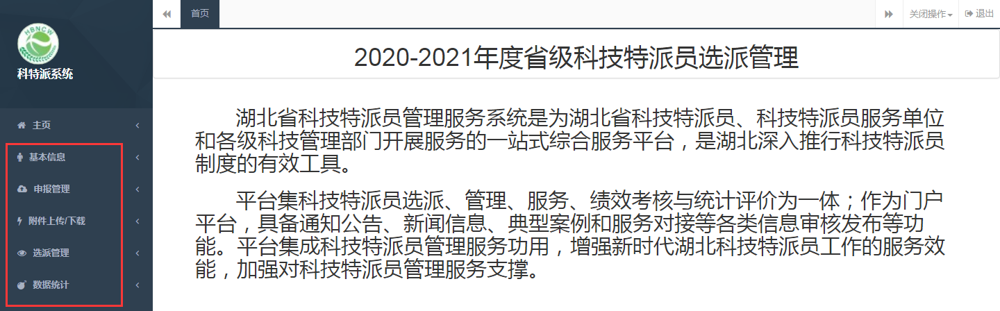 首页
关闭操作
退出
HBNCW
科特派系统
主页
基本信息
申报管理
附件上传/下载
选派管理
数据统计
2020-2021年度省级科技特派员选派管理
湖北省科技特派员管理服务系统是为湖北省科技特派员、科技特派员服务单位
和各级科技管理部门开展服务的一站式综合服务平台，是湖北深入推行科技特派员
制度的有效工具。
平台集科技特派员选派、管理、服务、绩效考核与统计评价为一体；作为门户
平台，具备通知公告、新闻信息、典型案例和服务对接等各类信息审核发布等功
能。平台集成科技特派员管理服务功用，增强新时代湖北科技特派员工作的服务效
能，加强对科技特派员管理服务支撑。